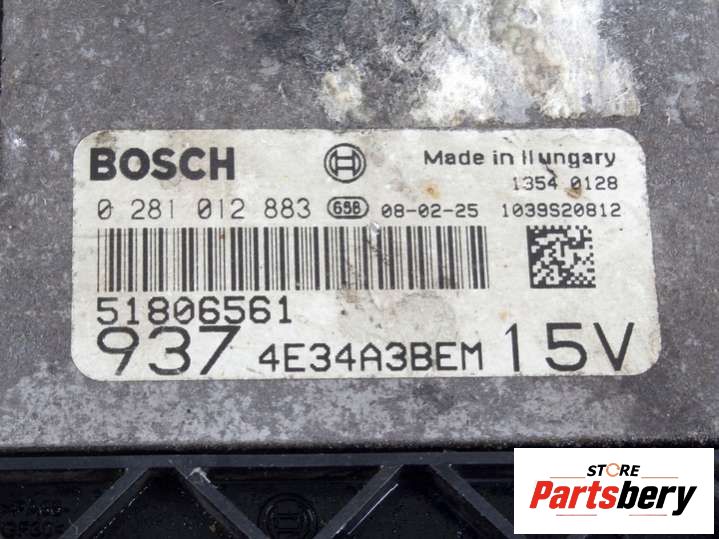 BOSCH
Made in Hungary
1354 0128
0 281 012 883 656 08-02-25 1039S20812
51806561
937 4E34A3BEM 15V
STORE
Partsbery